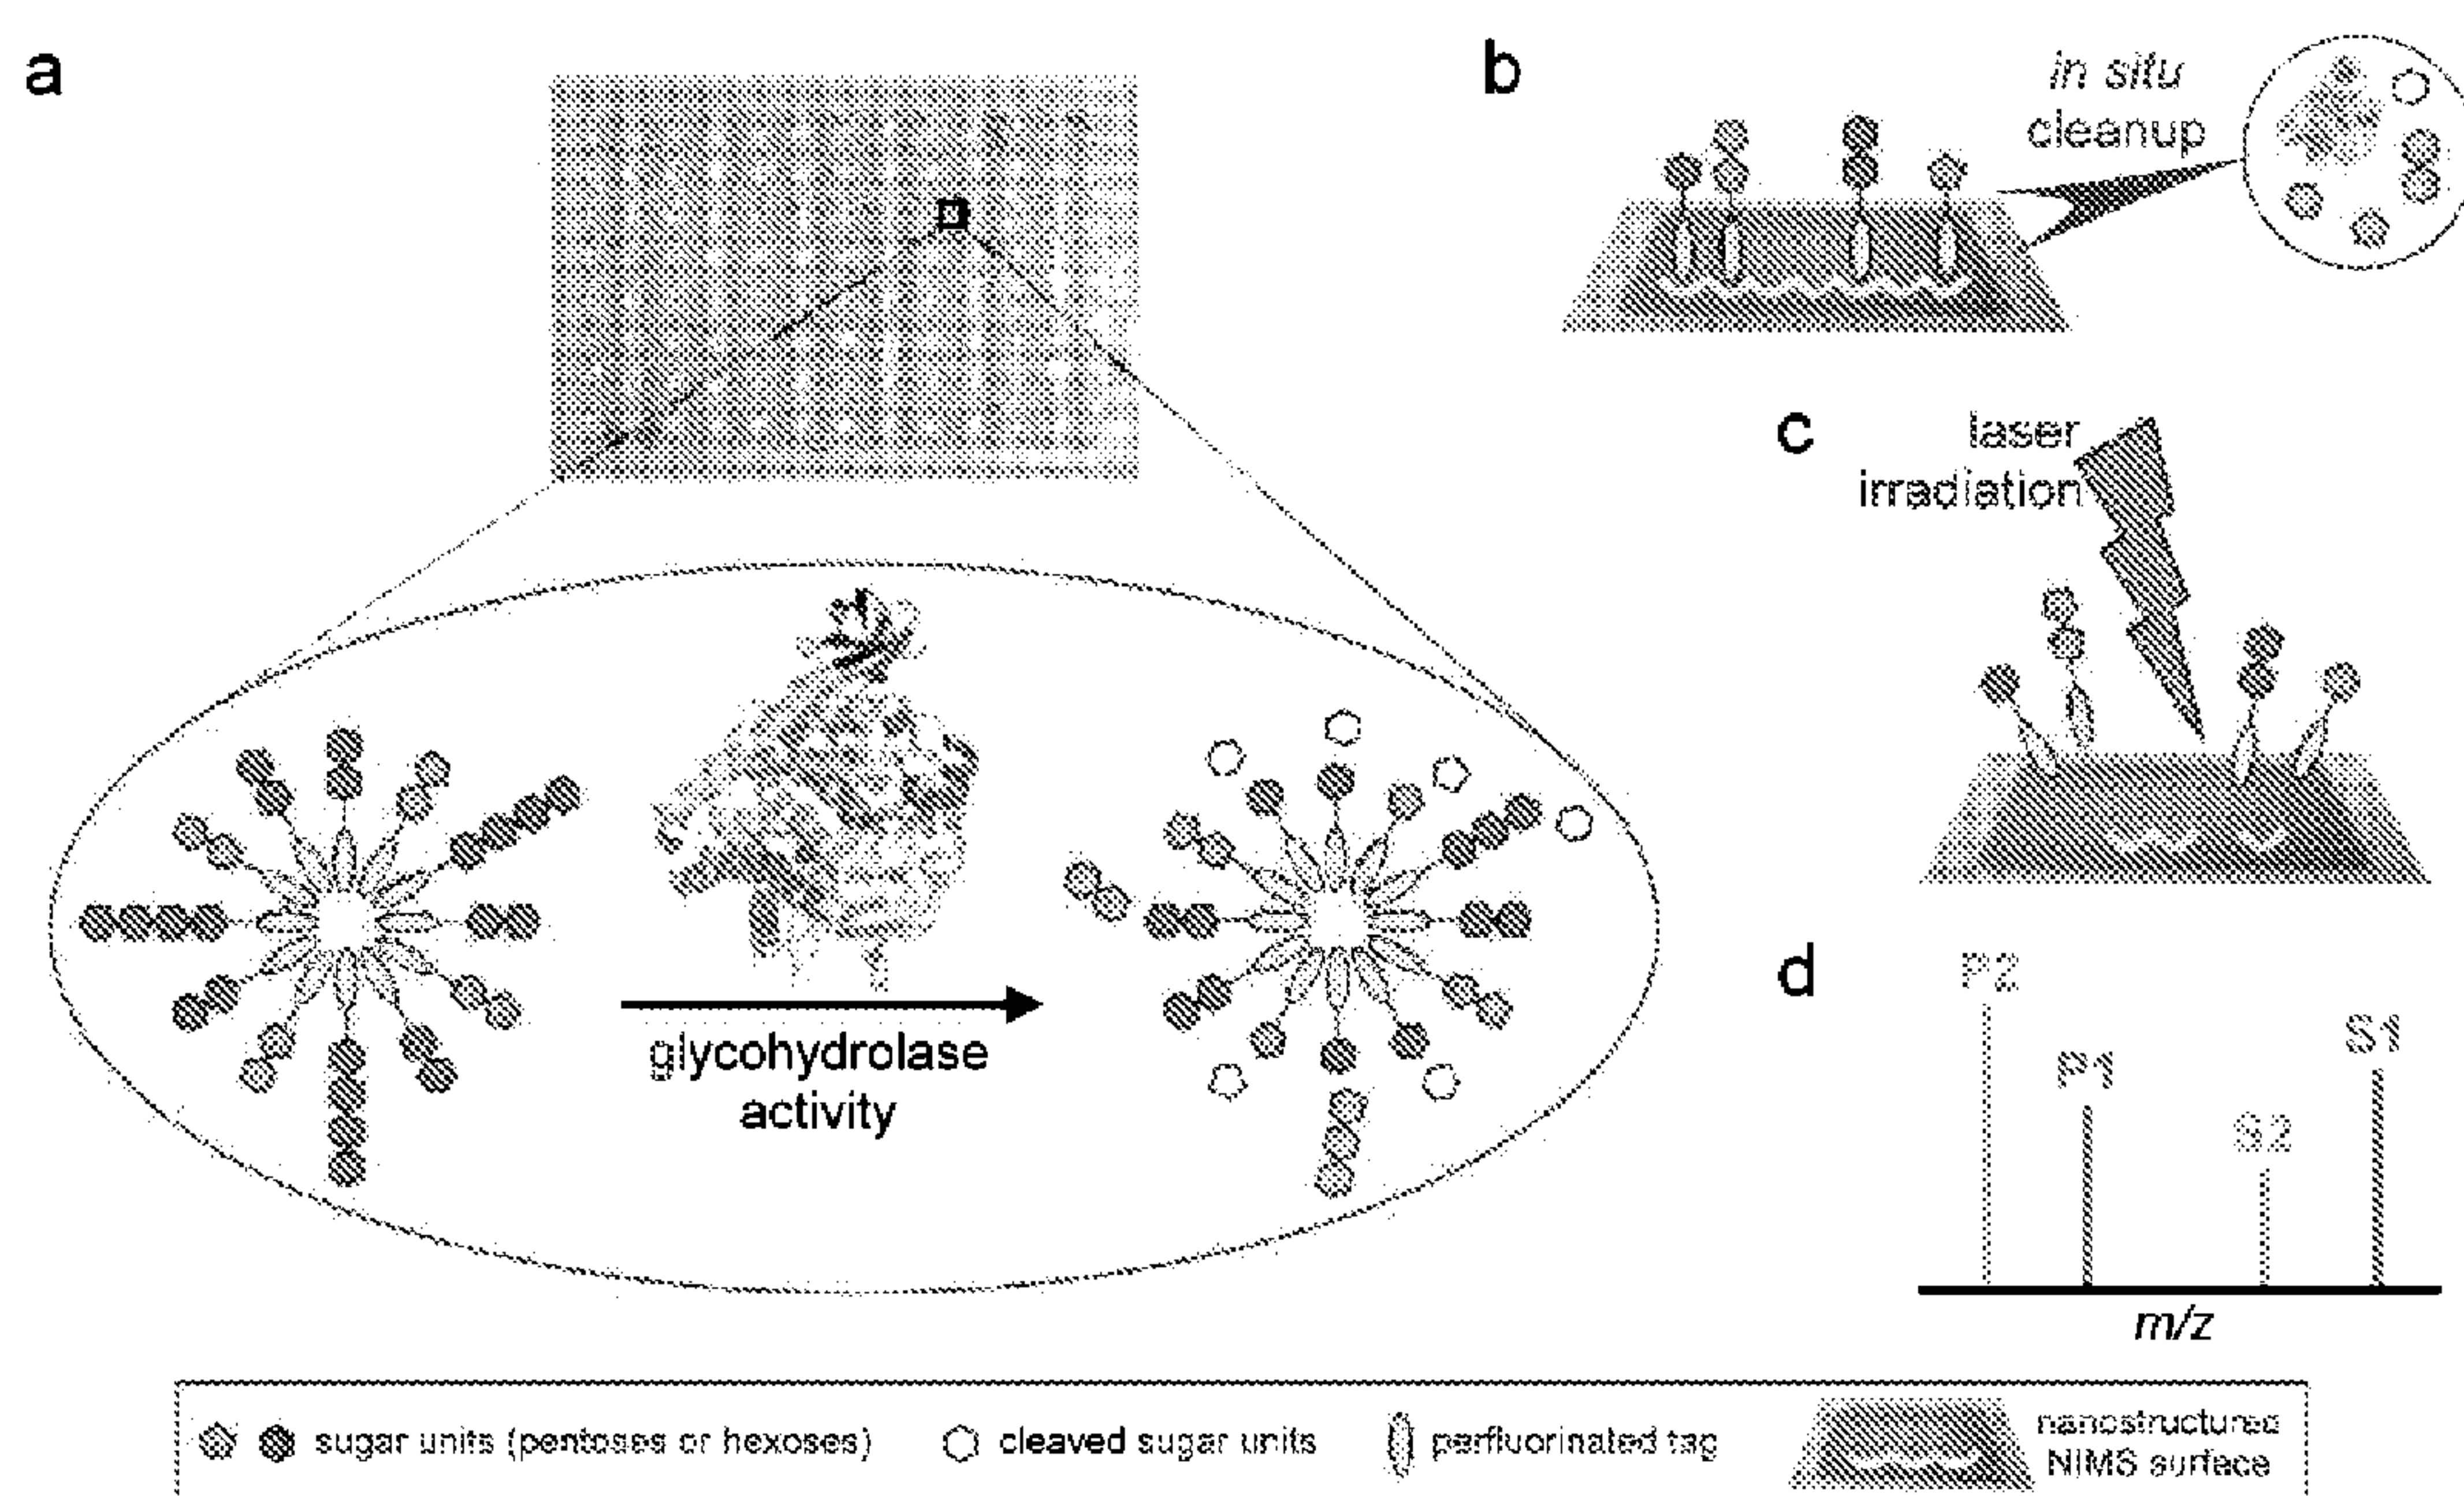 a
b
in situ
cleanup
c
laser
irradiation
glycohydrolase
activity
d
P2
P1
S2
S1
m/z
sugar units (pentoses or hexoses)
cleaved sugar units
perfluorinated tag
nanostructured
NIMS surface